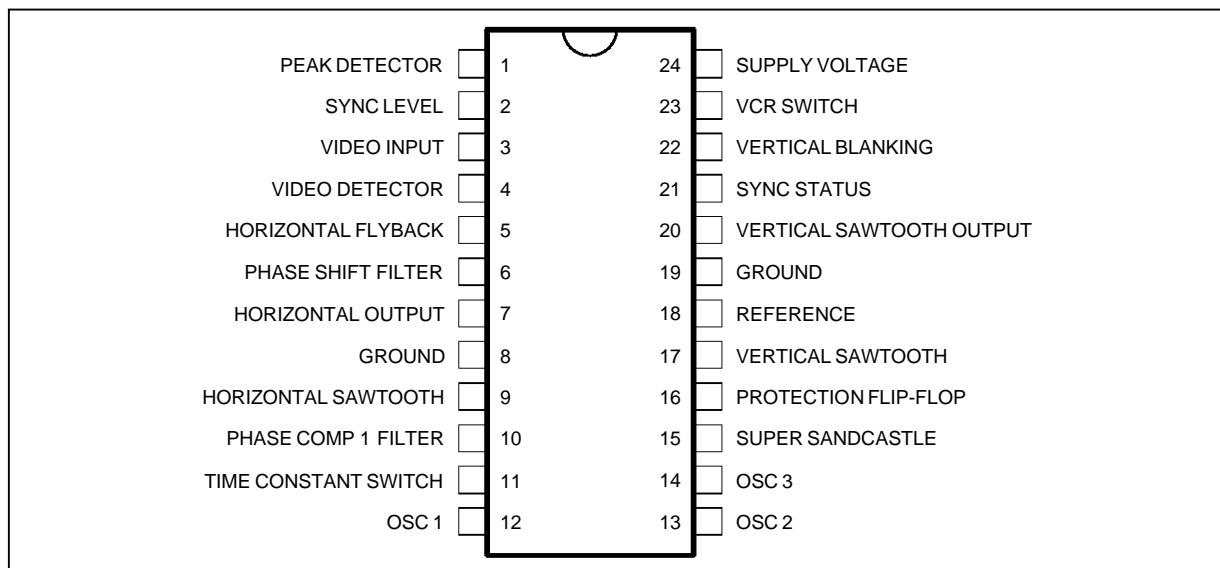 PEAK DETECTOR 1 24 SUPPLY VOLTAGE
SYNC LEVEL 2 23 VCR SWITCH
VIDEO INPUT 3 22 VERTICAL BLANKING
VIDEO DETECTOR 4 21 SYNC STATUS
HORIZONTAL FLYBACK 5 20 VERTICAL SAWTOOTH OUTPUT
PHASE SHIFT FILTER 6 19 GROUND
HORIZONTAL OUTPUT 7 18 REFERENCE
GROUND 8 17 VERTICAL SAWTOOTH
HORIZONTAL SAWTOOTH 9 16 PROTECTION FLIP-FLOP
PHASE COMP 1 FILTER 10 15 SUPER SANDCASTLE
TIME CONSTANT SWITCH 11 14 OSC 3
OSC 1 12 13 OSC 2